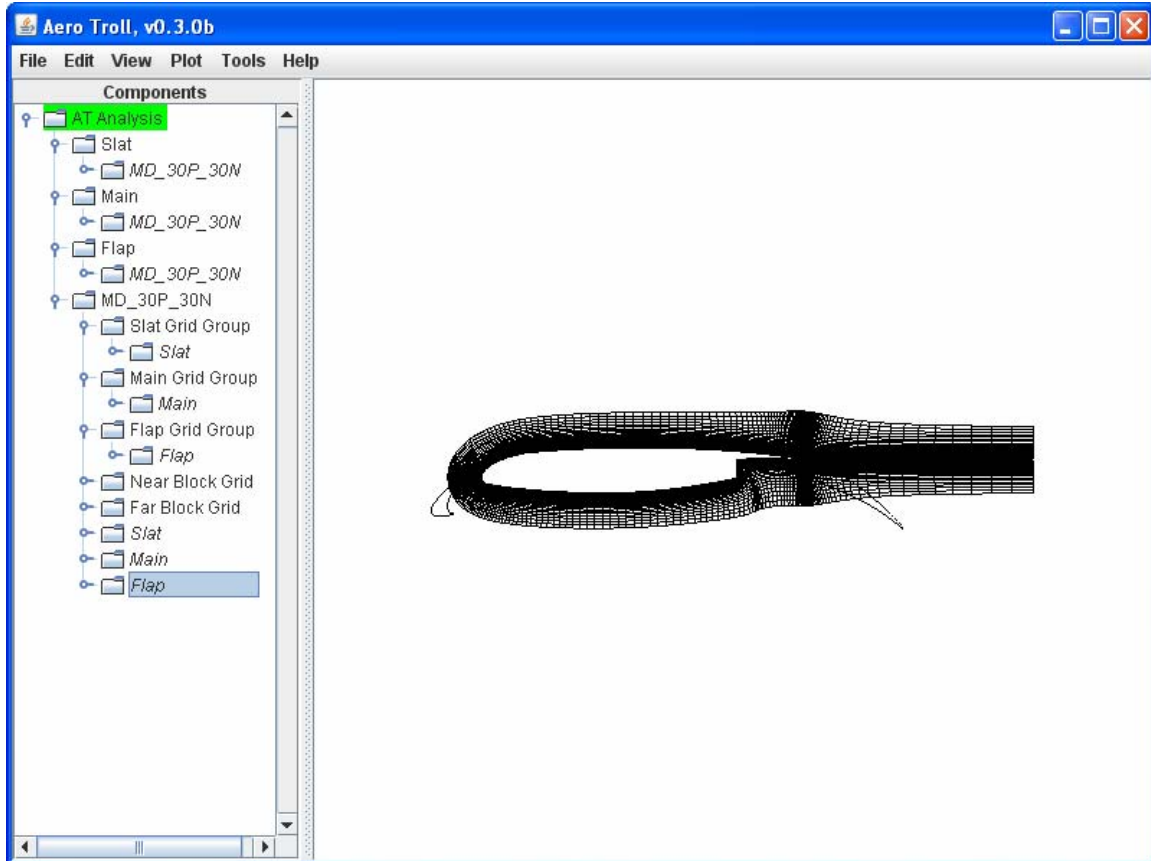 Aero Troll, v0.3.0b
File Edit View Plot Tools Help
Components
AT Analysis
Slat
MD_30P_30N
Main
MD_30P_30N
Flap
MD_30P_30N
MD_30P_30N
Slat Grid Group
Slat
Main Grid Group
Main
Flap Grid Group
Flap
Near Block Grid
Far Block Grid
Slat
Main
Flap